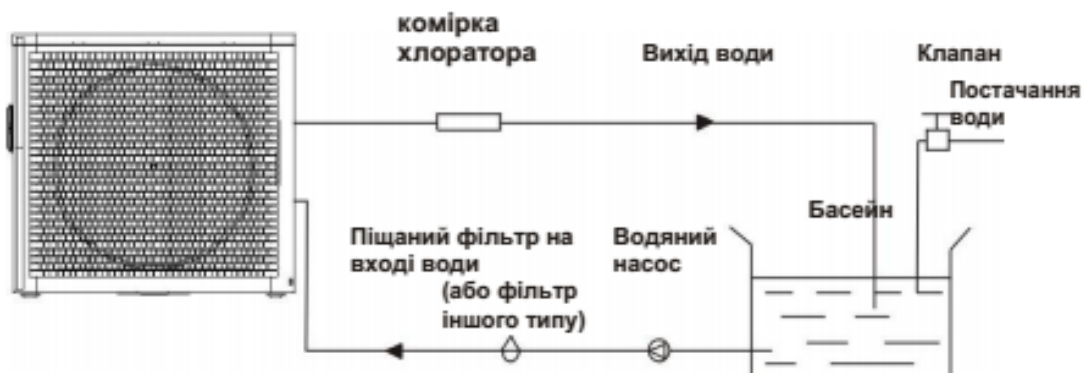 комірка
хлоратора
Вихід води
Клапан
Постачання
води
Басейн
Піщаний фільтр на
вході води
(або фільтр
іншого типу)
Водяний
насос